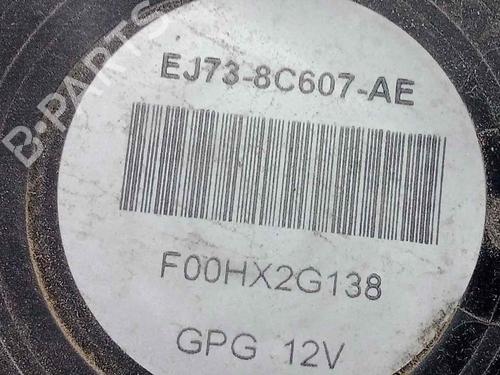 B-PARTS
EJ73-8C607-AE
F00HX2G138
GPG 12V